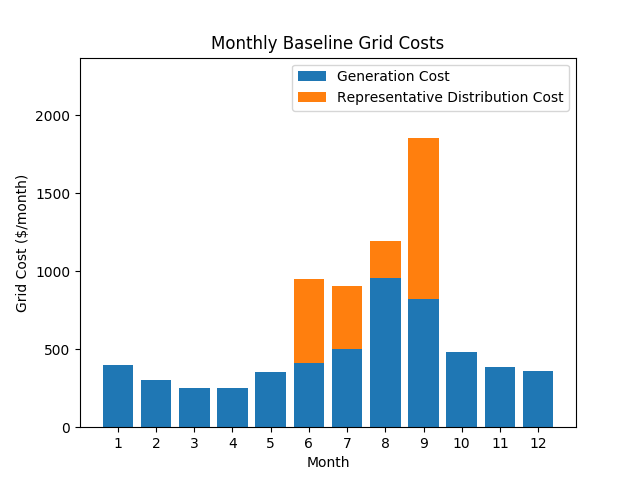 Monthly Baseline Grid Costs
Generation Cost
Representative Distribution Cost
Grid Cost ($/month)
2000
1500
1000
500
0
1 2 3 4 5 6 7 8 9 10 11 12
Month